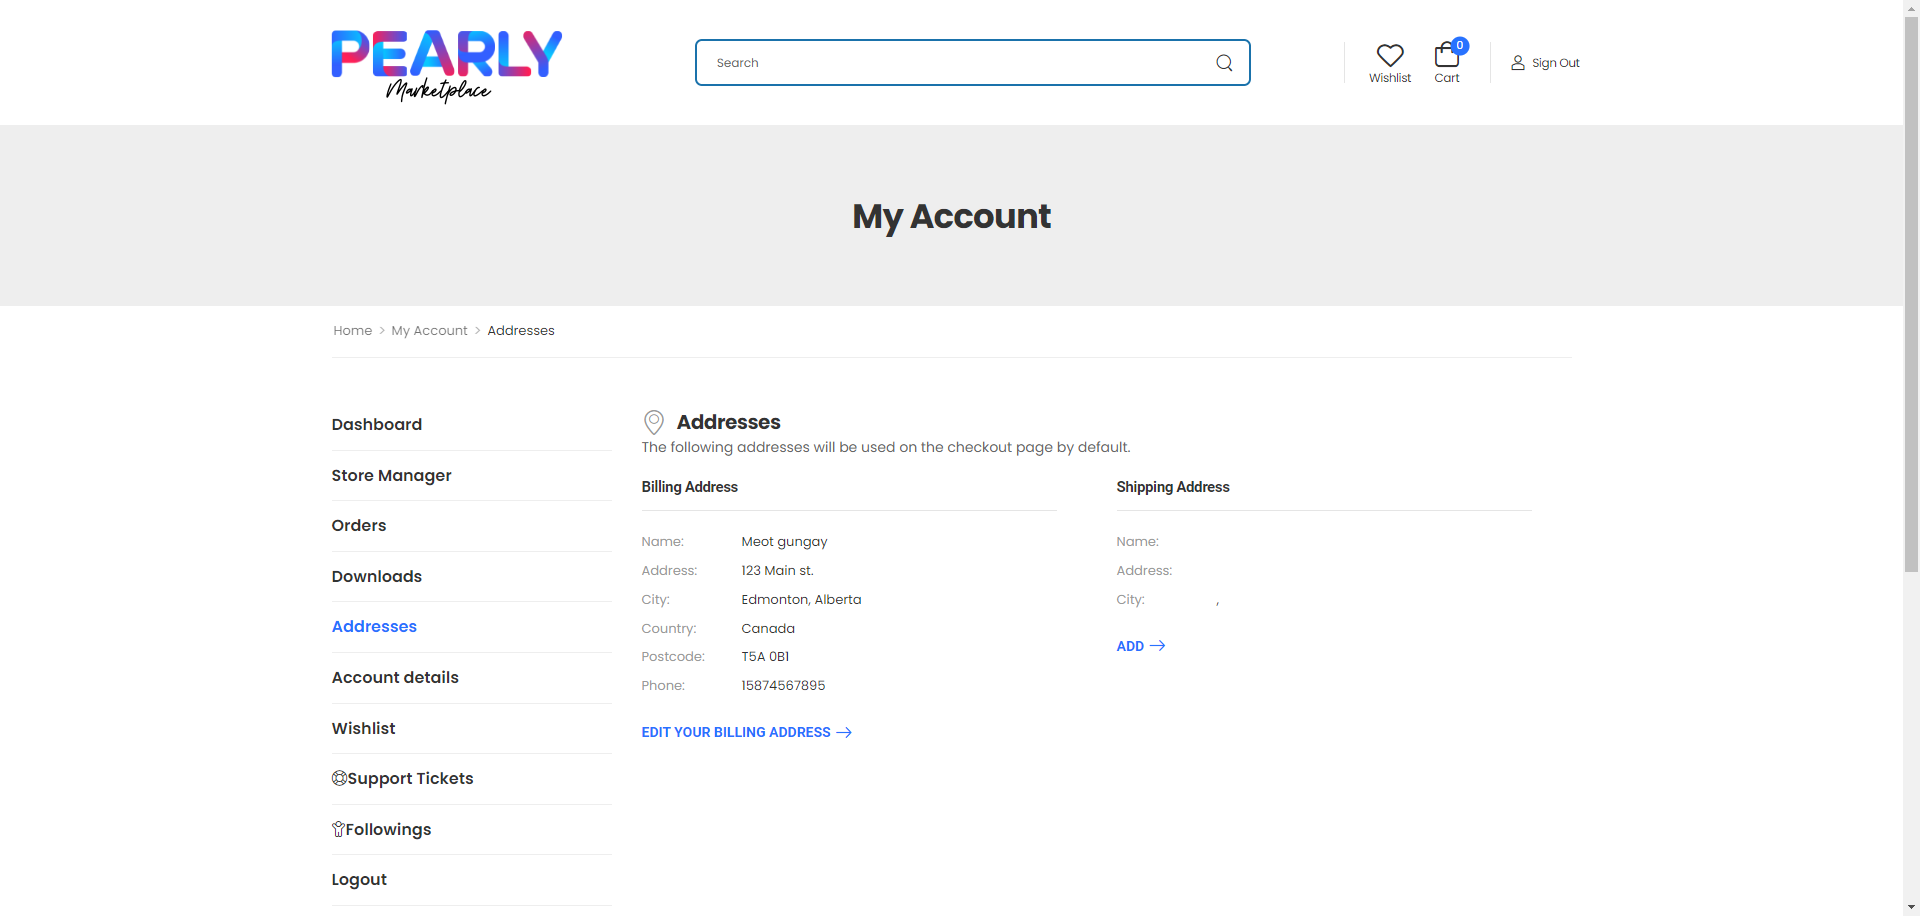 PEARLY
Marketplace
Search
Wishlist
0
Cart
Sign Out
My Account
Home > My Account > Addresses
Dashboard
Store Manager
Orders
Downloads
Addresses
Account details
Wishlist
Support Tickets
Followings
Logout
Addresses
The following addresses will be used on the checkout page by default.
Billing Address
Name: Meot gungay
Address: 123 Main st.
City: Edmonton, Alberta
Country: Canada
Postcode: T5A 0B1
Phone: 15874567895
EDIT YOUR BILLING ADDRESS
Shipping Address
Name:
Address:
City: ,
ADD